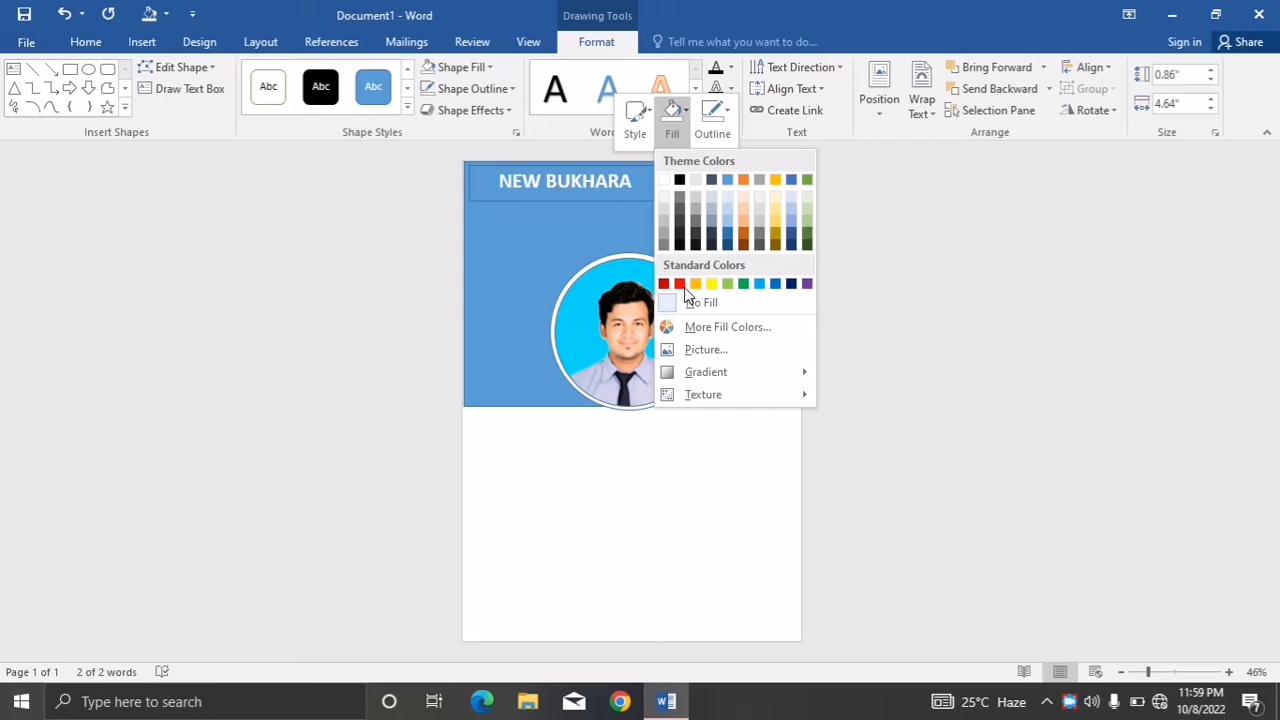 Document1 - Word
Drawing Tools
File Home Insert Design Layout References Mailings Review View Format Tell me what you want to do... Sign in Share
Edit Shape
Draw Text Box
Insert Shapes
Abc Abc Abc
Shape Fill
Shape Outline
Shape Effects
Shape Styles
A A A
A
A
Wor
Text Direction
Align Text
Create Link
Text
Position
Wrap
Text
Bring Forward
Send Backward
Selection Pane
Align
Group
Rotate
Arrange
0.86"
4.64"
Size
Style Fill Outline
Theme Colors
Standard Colors
No Fill
More Fill Colors...
Picture...
Gradient
Texture
NEW BUKHARA
Page 1 of 1 2 of 2 words
46%
Type here to search
25°C Haze
11:59 PM
10/8/2022
7